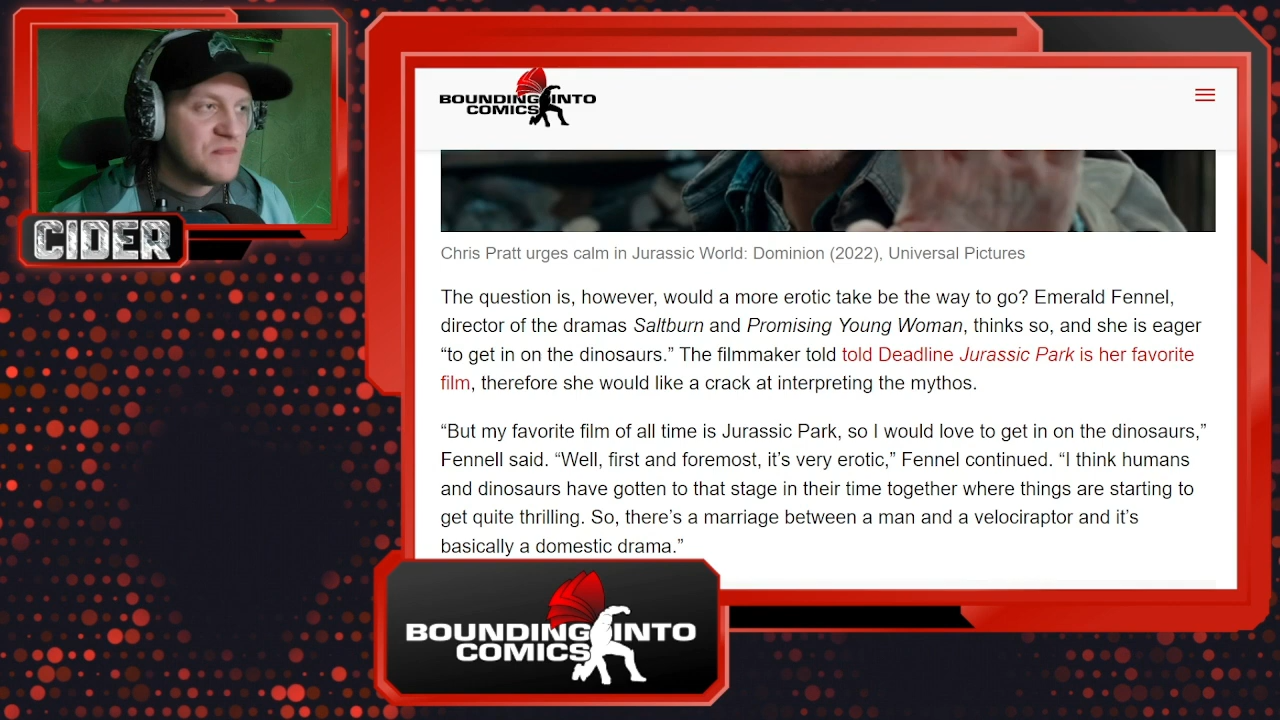 CIDER
BOUNDING INTO
COMICS
Chris Pratt urges calm in Jurassic World: Dominion (2022), Universal Pictures
The question is, however, would a more erotic take be the way to go? Emerald Fennel,
director of the dramas Saltburn and Promising Young Woman, thinks so, and she is eager
“to get in on the dinosaurs.” The filmmaker told told Deadline Jurassic Park is her favorite
film, therefore she would like a crack at interpreting the mythos.
“But my favorite film of all time is Jurassic Park, so I would love to get in on the dinosaurs,”
Fennell said. “Well, first and foremost, it’s very erotic,” Fennel continued. “I think humans
and dinosaurs have gotten to that stage in their time together where things are starting to
get quite thrilling. So, there’s a marriage between a man and a velociraptor and it’s
basically a domestic drama.”
BOUNDING INTO
COMICS